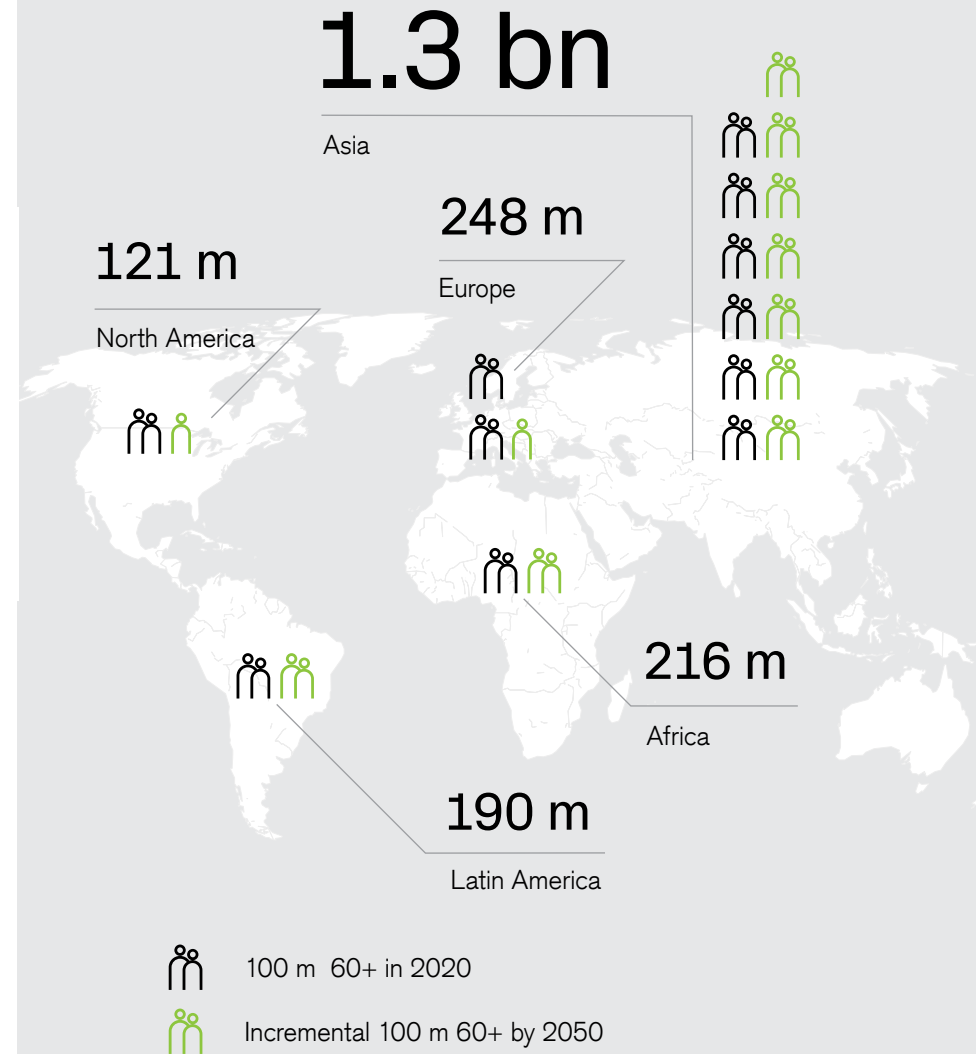 1.3 bn
Asia
248 m
Europe
121 m
North America
216 m
Africa
190 m
Latin America
100 m  60+ in 2020
Incremental 100 m 60+ by 2050